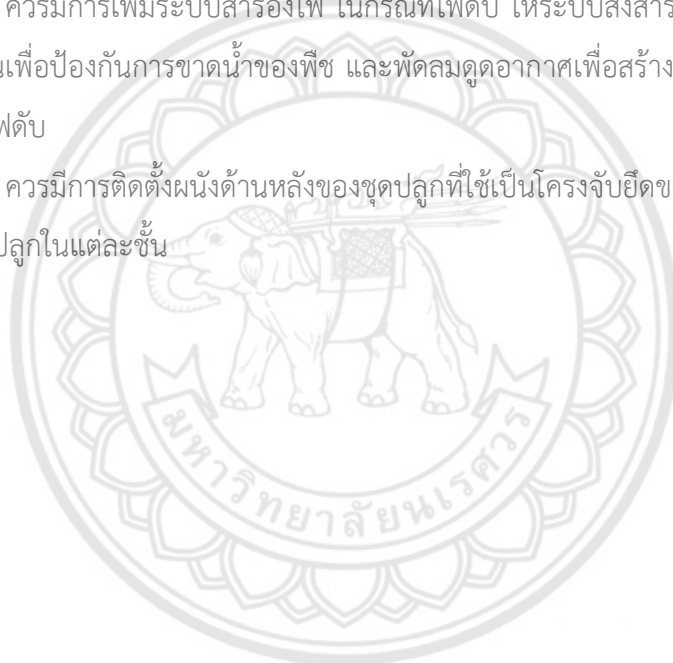 ควรมีการเพิ่มระบบสำรองไฟ ในกรณีที่ไฟดับ ให้ระบบส่งสาร
เพื่อป้องกันการขาดน้ำของพืช และพัดลมดูดอากาศเพื่อสร้าง
ดับ
ควรมีการติดตั้งผนังด้านหลังของชุดปลูกที่ใช้เป็นโครงจับยึดข
ปลูกในแต่ละชั้น
มหาวิทยาลัยนเรศวร